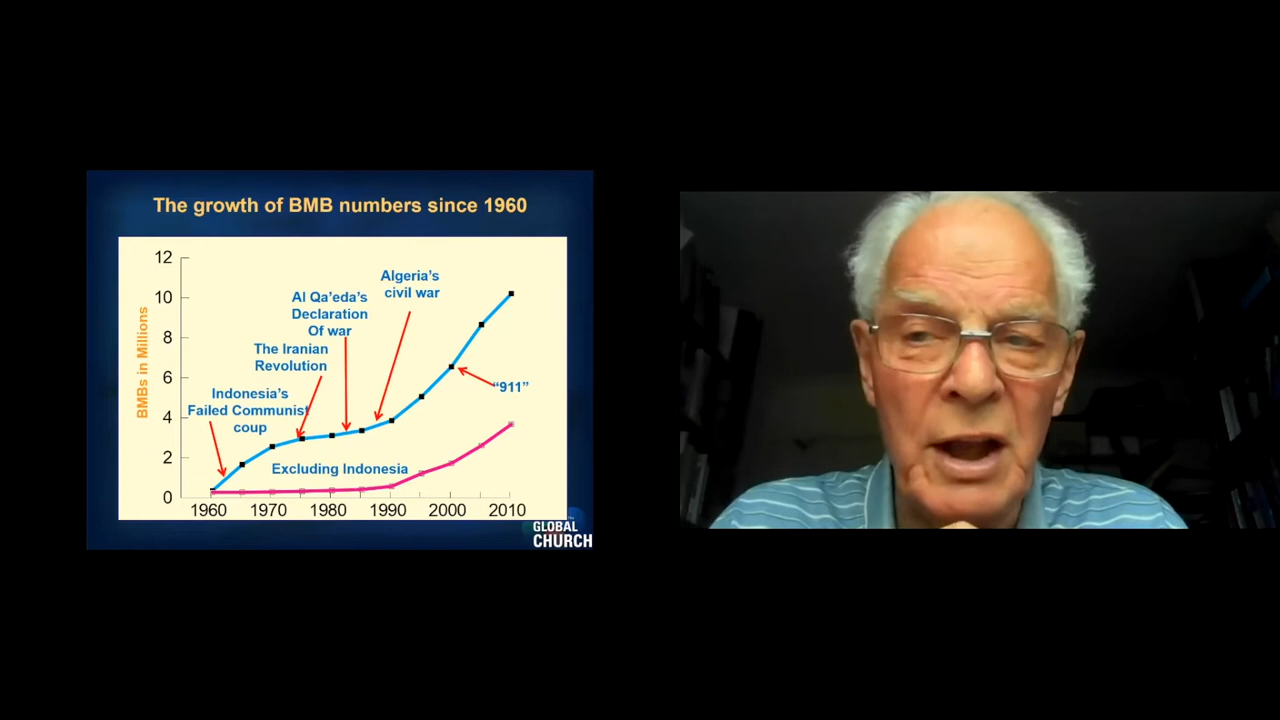 The growth of BMB numbers since 1960
12
10
8
6
4
2
0
BMBs in Millions
Algeria's
civil war
Al Qa'eda's
Declaration
Of war
The Iranian
Revolution
"911"
Indonesia's
Failed Communist
coup
Excluding Indonesia
1960 1970 1980 1990 2000 2010
GLOBAL
CHURCH